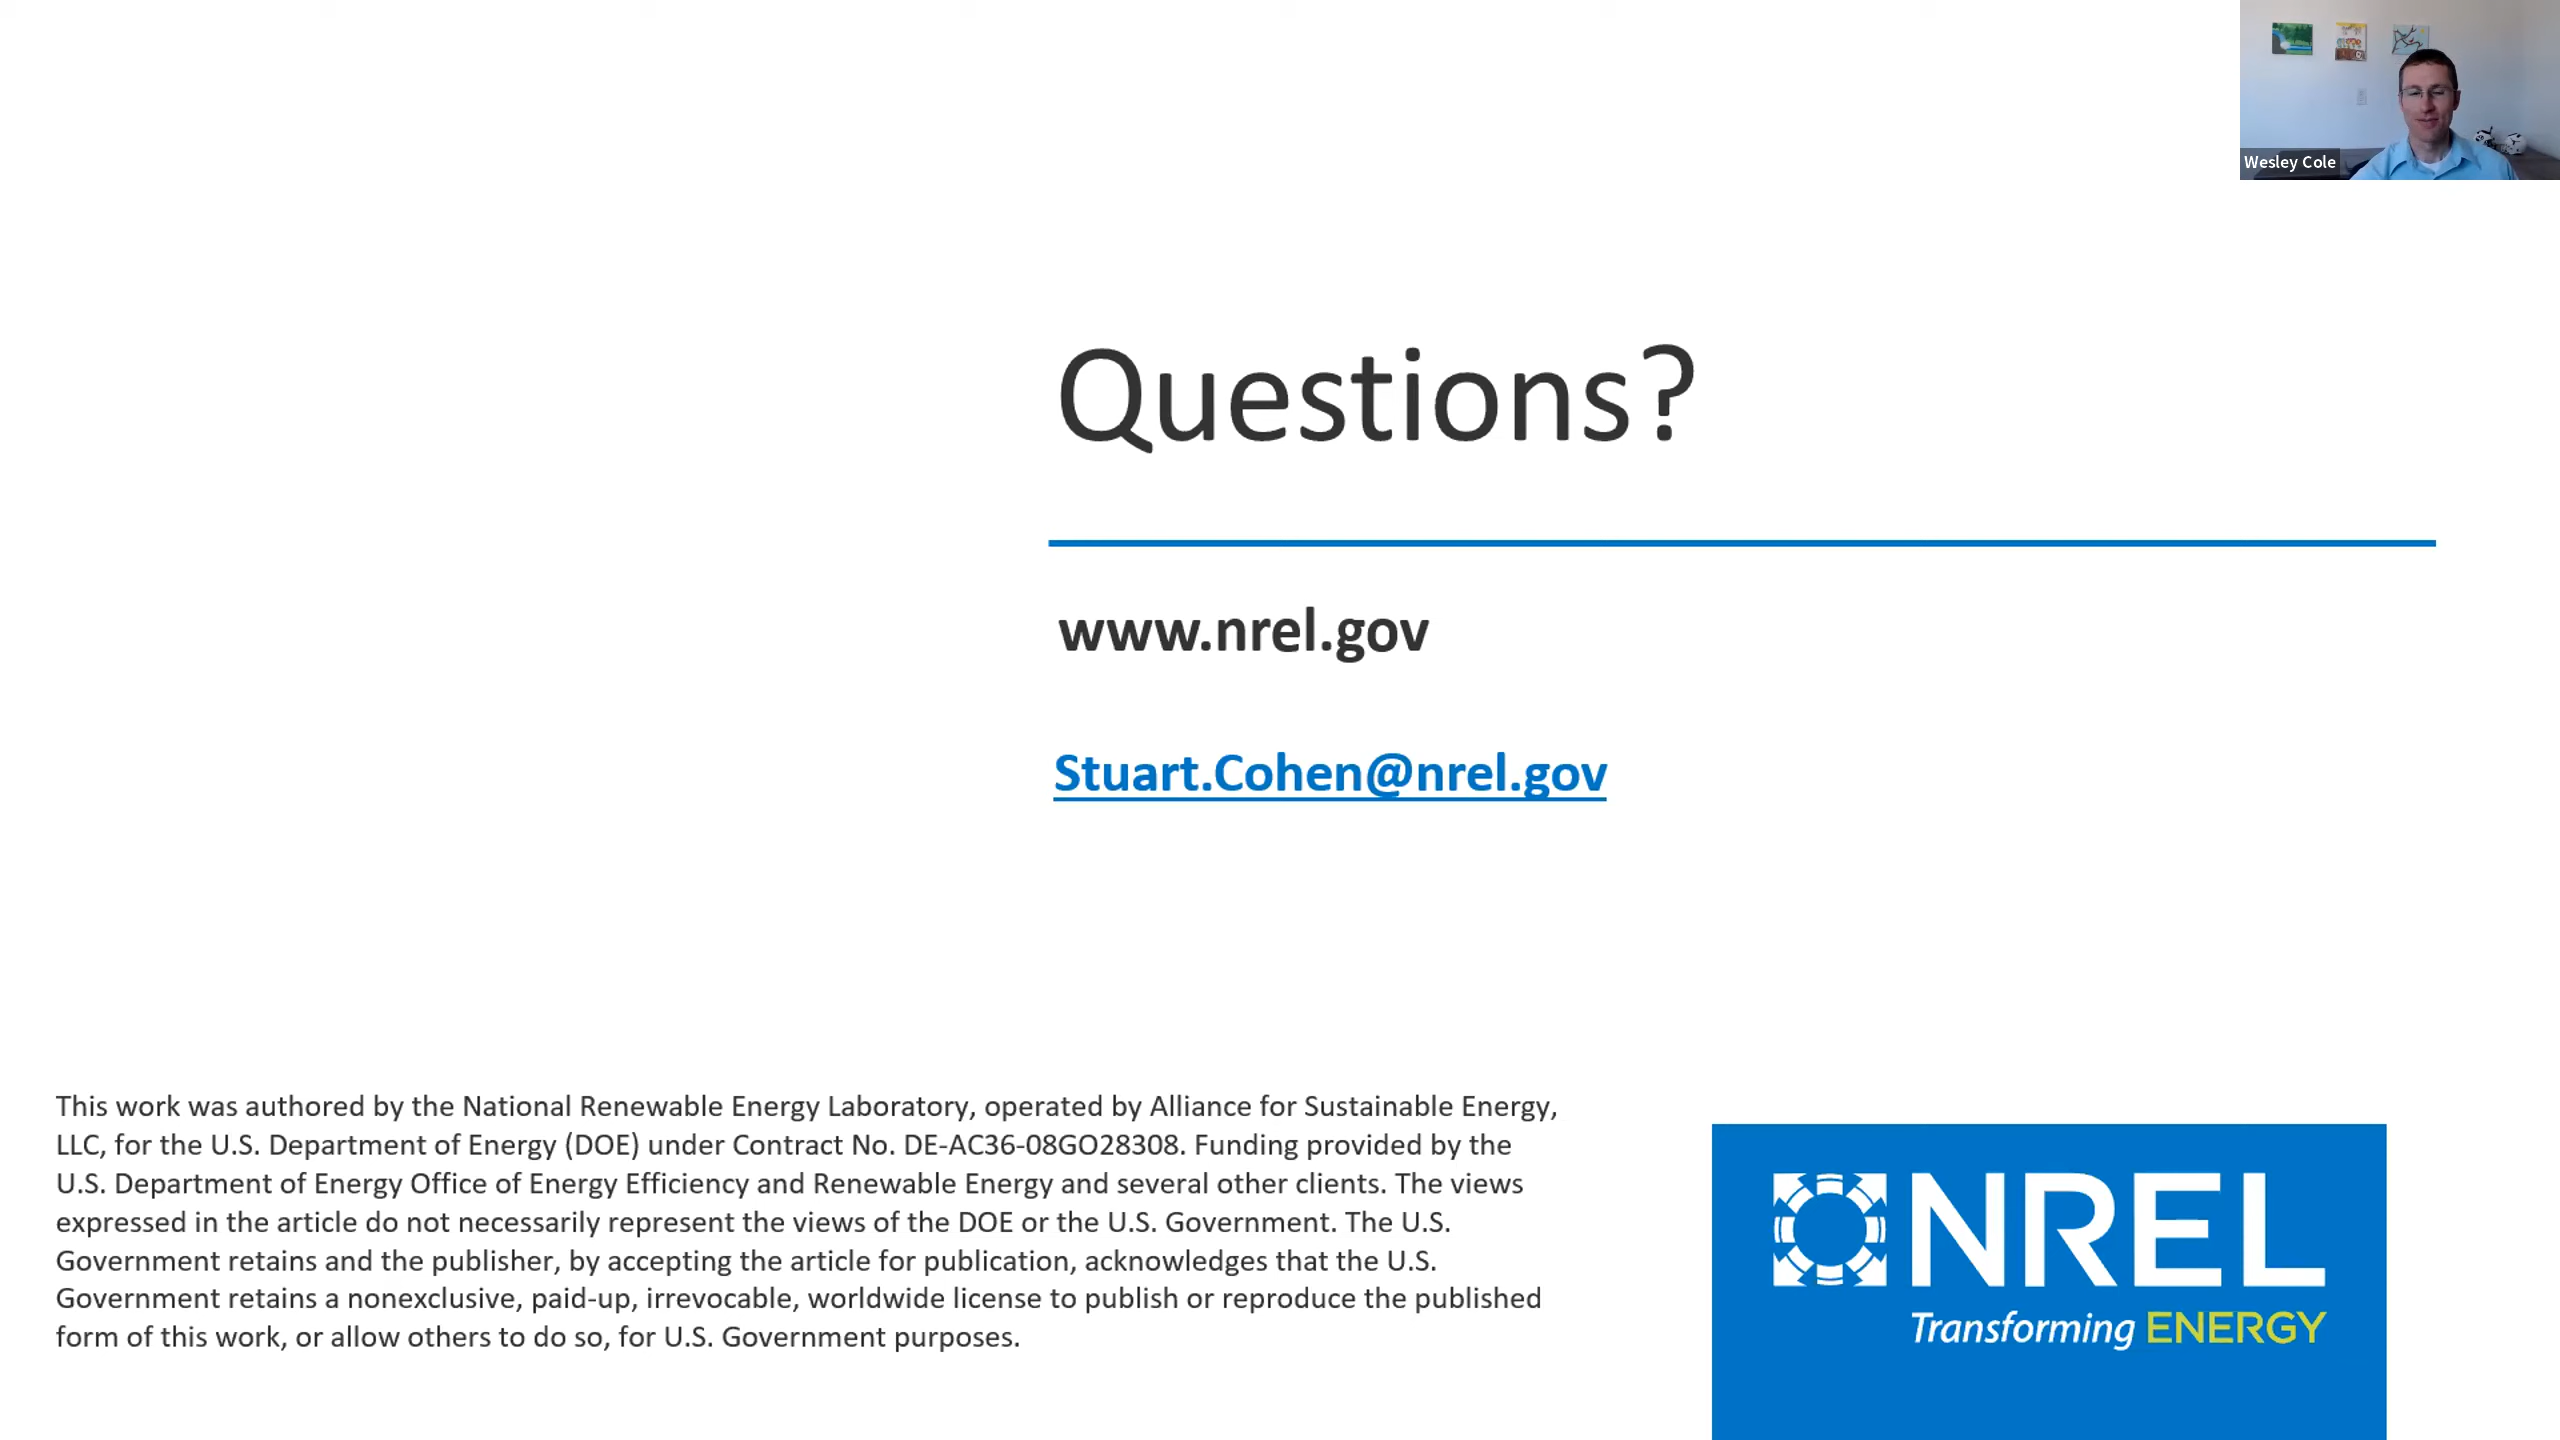 Wesley Cole
Questions?
www.nrel.gov
Stuart.Cohen@nrel.gov
This work was authored by the National Renewable Energy Laboratory, operated by Alliance for Sustainable Energy,
LLC, for the U.S. Department of Energy (DOE) under Contract No. DE-AC36-08GO28308. Funding provided by the
U.S. Department of Energy Office of Energy Efficiency and Renewable Energy and several other clients. The views
expressed in the article do not necessarily represent the views of the DOE or the U.S. Government. The U.S.
Government retains and the publisher, by accepting the article for publication, acknowledges that the U.S.
Government retains a nonexclusive, paid-up, irrevocable, worldwide license to publish or reproduce the published
form of this work, or allow others to do so, for U.S. Government purposes.
NREL
Transforming ENERGY